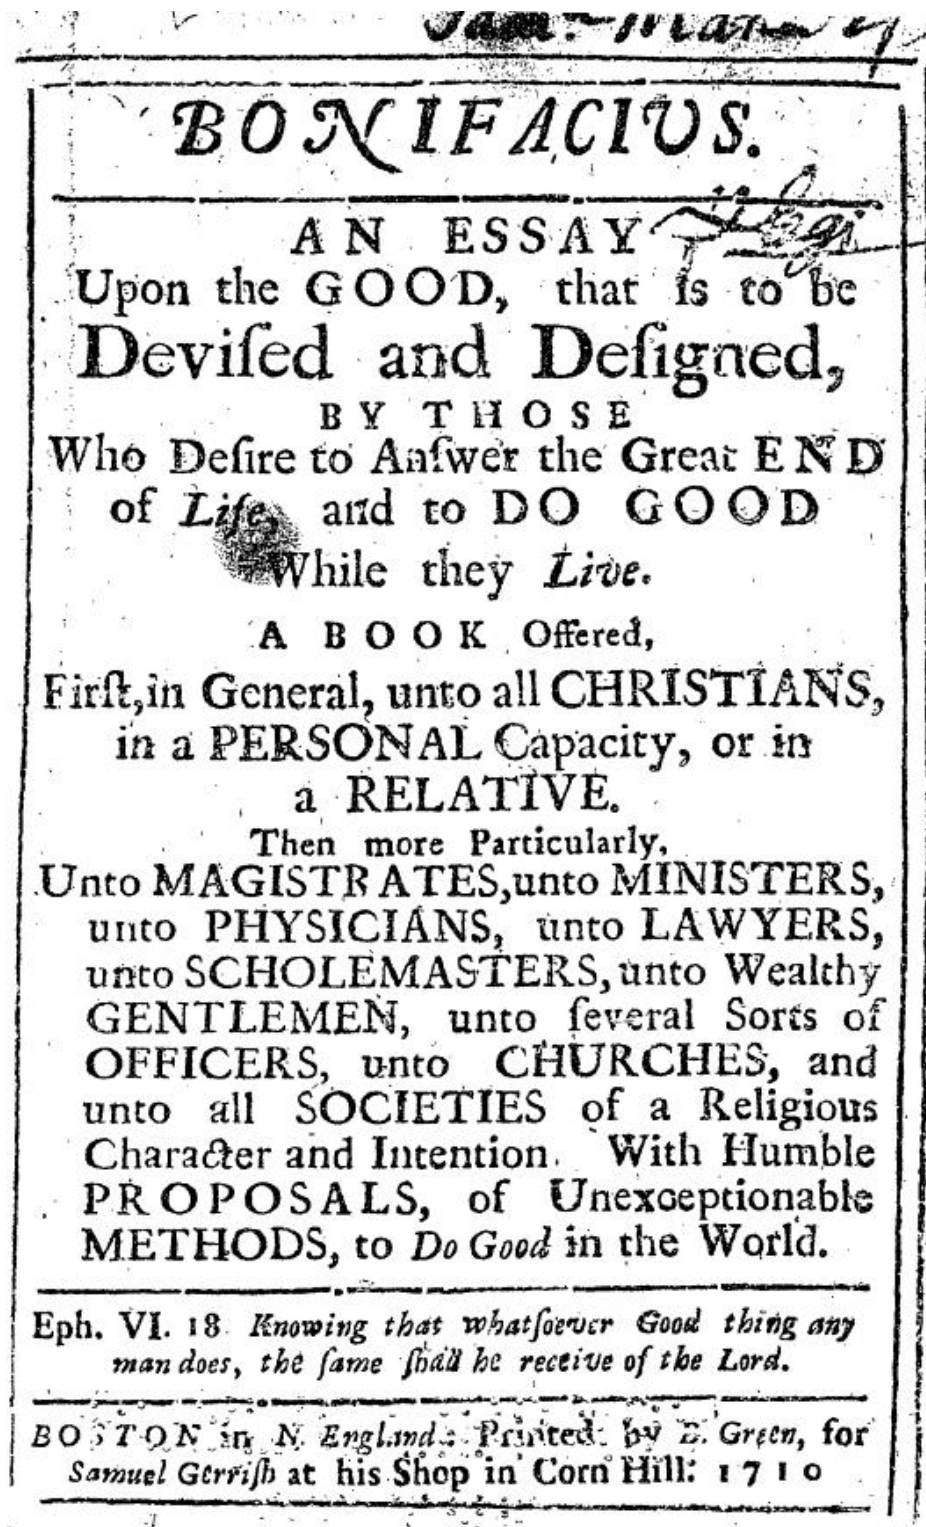 BONIFACIUS.
AN ESSAY
Upon the GOOD, that is to be
Deviſed and Deſigned,
BY THOSE
Who Deſire to Anſwer the Great END
of Life, and to DO GOOD
While they Live.
A BOOK Offered,
Firſt, in General, unto all CHRISTIANS,
in a PERSONAL Capacity, or in
a RELATIVE.
Then more Particularly,
Unto MAGISTRATES, unto MINISTERS,
unto PHYSICIANS, unto LAWYERS,
unto SCHOLEMASTERS, unto Wealthy
GENTLEMEN, unto ſeveral Sorts of
OFFICERS, unto CHURCHES, and
unto all SOCIETIES of a Religious
Character and Intention. With Humble
PROPOSALS, of Unexceptionable
METHODS, to Do Good in the World.
Eph. VI. 18 Knowing that whatſoever Good thing any
man does, the ſame ſhall he receive of the Lord.
BOSTON in N. England: Printed by B. Green, for
Samuel Gerriſh at his Shop in Corn Hill. 1710